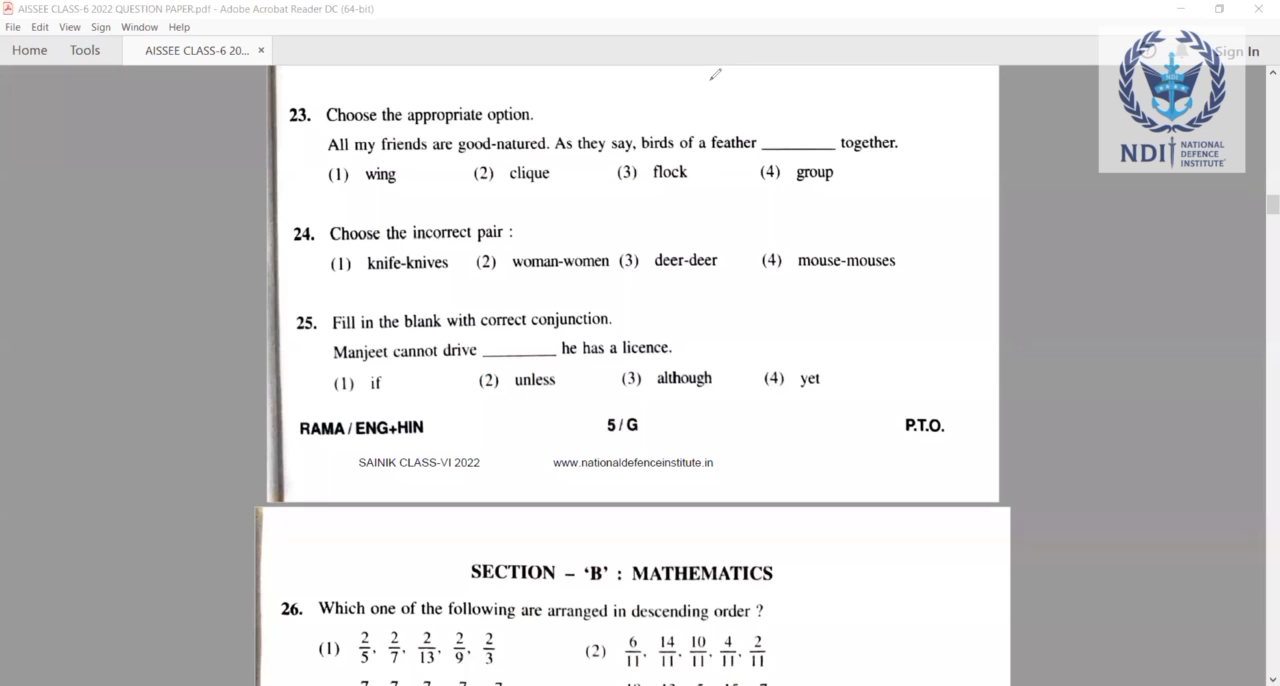 AISSEE CLASS-6 2022 QUESTION PAPER.pdf - Adobe Acrobat Reader DC (64-bit)
File Edit View Sign Window Help
Home Tools AISSEE CLASS-6 20... × Sign In
NDI
NDI NATIONAL DEFENCE INSTITUTE
23. Choose the appropriate option.
All my friends are good-natured. As they say, birds of a feather ________ together.
(1) wing (2) clique (3) flock (4) group
24. Choose the incorrect pair :
(1) knife-knives (2) woman-women (3) deer-deer (4) mouse-mouses
25. Fill in the blank with correct conjunction.
Manjeet cannot drive ________ he has a licence.
(1) if (2) unless (3) although (4) yet
RAMA / ENG+HIN 5 / G P.T.O.
SAINIK CLASS-VI 2022 www.nationaldefenceinstitute.in
SECTION – ‘B’ : MATHEMATICS
26. Which one of the following are arranged in descending order ?
(1) 2/5, 2/7, 2/13, 2/9, 2/3 (2) 6/11, 14/11, 10/11, 4/11, 2/11